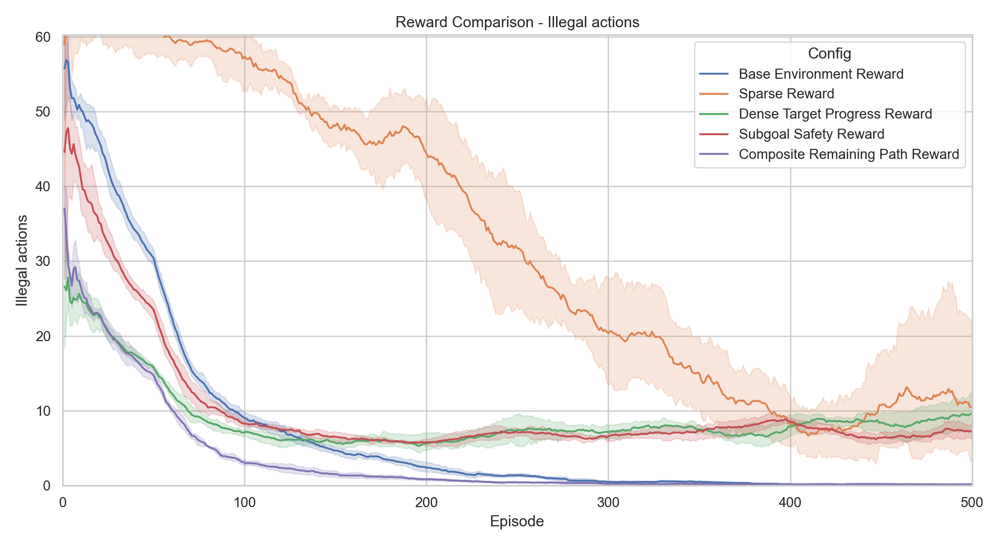 Reward Comparison - Illegal actions
Config
Base Environment Reward
Sparse Reward
Dense Target Progress Reward
Subgoal Safety Reward
Composite Remaining Path Reward
Illegal actions
60
50
40
30
20
10
0
0 100 200 300 400 500
Episode